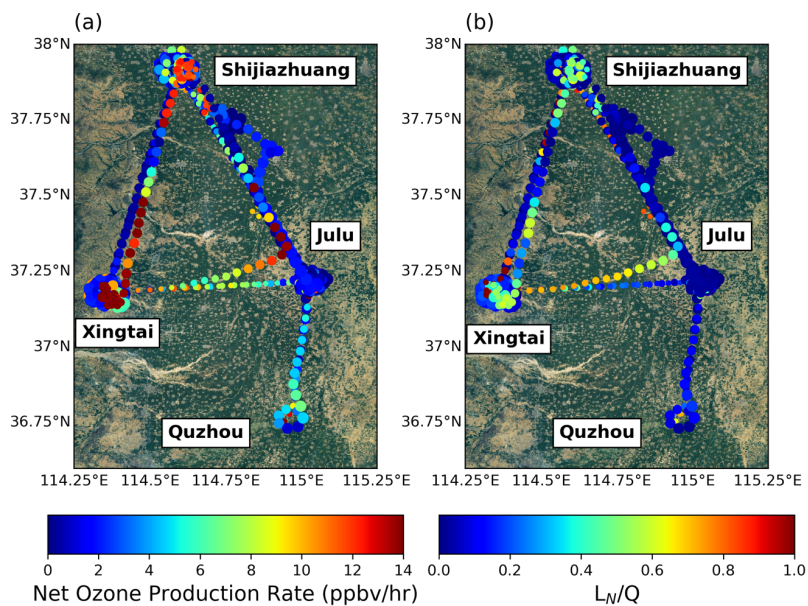 (a)
(b)
38°N
37.75°N
37.5°N
37.25°N
37°N
36.75°N
Shijiazhuang
Julu
Xingtai
Quzhou
114.25°E 114.5°E 114.75°E 115°E 115.25°E
38°N
37.75°N
37.5°N
37.25°N
37°N
36.75°N
Shijiazhuang
Julu
Xingtai
Quzhou
114.25°E 114.5°E 114.75°E 115°E 115.25°E
0 2 4 6 8 10 12 14
Net Ozone Production Rate (ppbv/hr)
0.0 0.2 0.4 0.6 0.8 1.0
L_N/Q